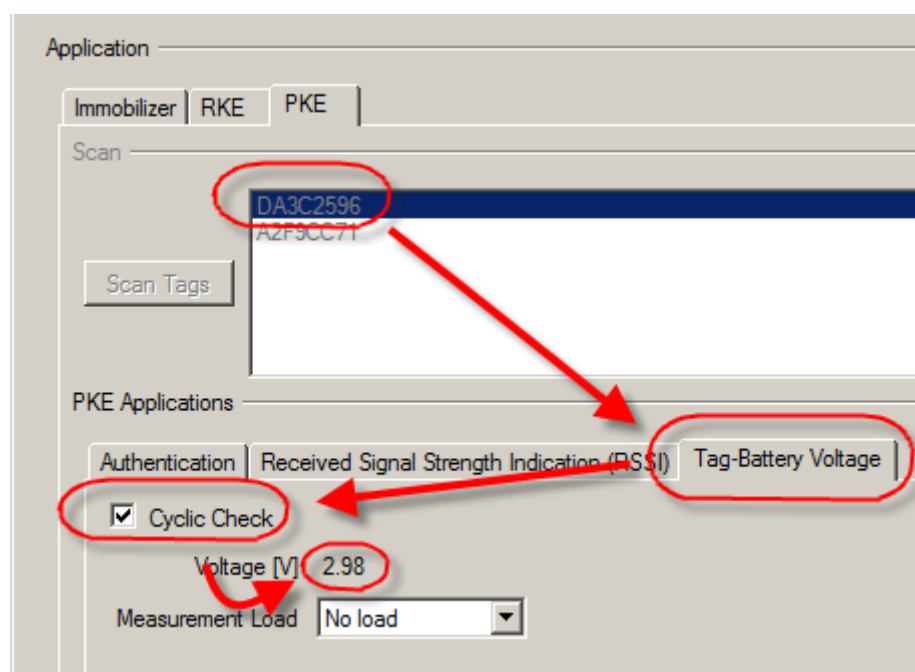 Application
Immobilizer RKE PKE
Scan
DA3C2596
A2F9CC71
Scan Tags
PKE Applications
Authentication Received Signal Strength Indication (RSSI) Tag-Battery Voltage
Cyclic Check
Voltage [V] 2.98
Measurement Load No load